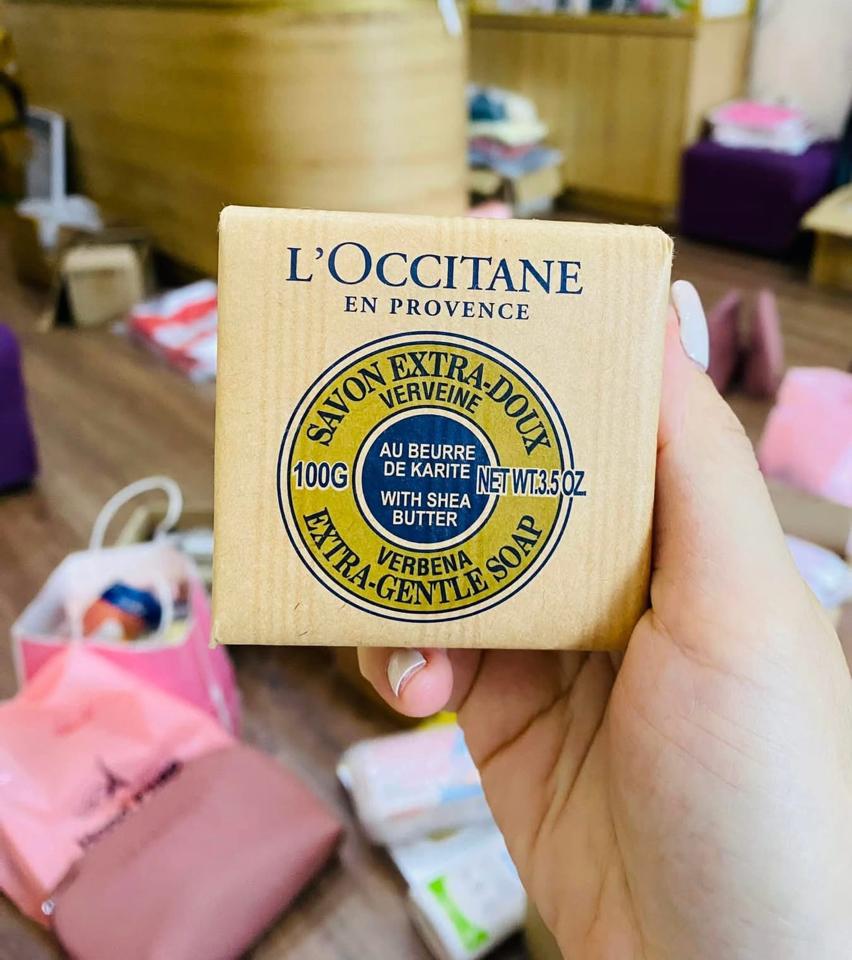 L'OCCITANE
EN PROVENCE
SAVON EXTRA-DOUX
VERVEINE
AU BEURRE
DE KARITE
100G
NET WT.3.5 OZ
WITH SHEA
BUTTER
VERBENA
EXTRA-GENTLE SOAP